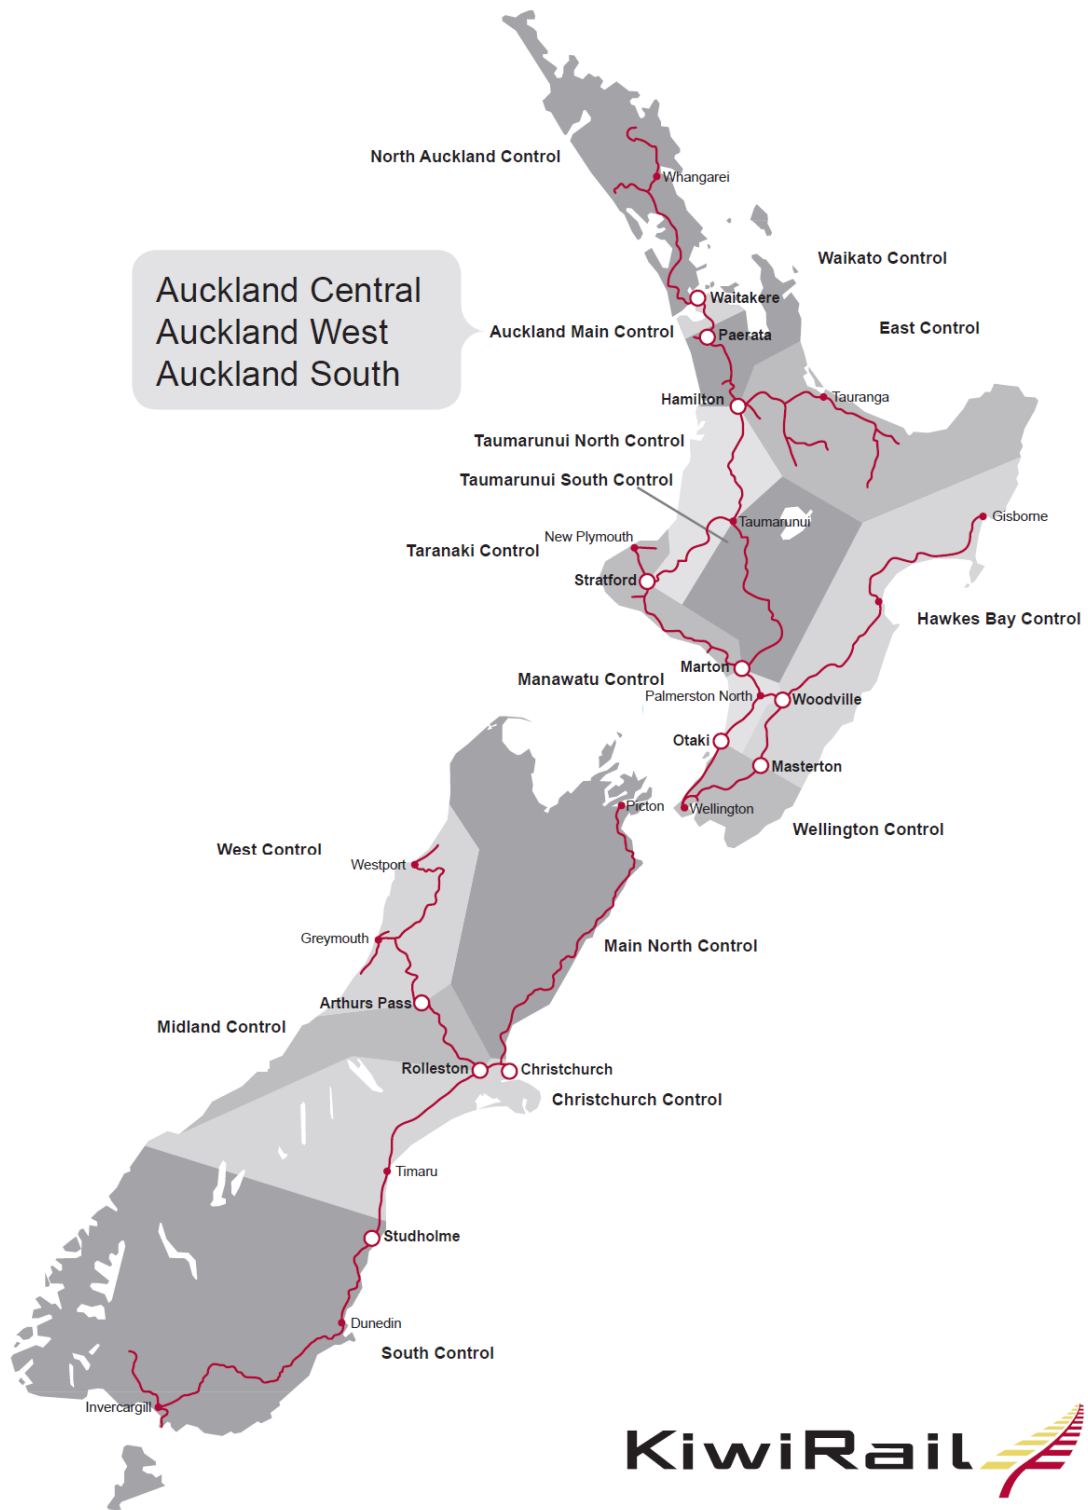 North Auckland Control
Whangarei
Waikato Control
Auckland Central
Auckland West
Auckland South
Waitakere
East Control
Auckland Main Control
Paerata
Hamilton
Tauranga
Taumarunui North Control
Taumarunui South Control
Gisborne
Taumarunui
New Plymouth
Taranaki Control
Stratford
Hawkes Bay Control
Marton
Manawatu Control
Palmerston North
Woodville
Otaki
Masterton
Picton
Wellington
Wellington Control
West Control
Westport
Greymouth
Main North Control
Arthurs Pass
Midland Control
Rolleston
Christchurch
Christchurch Control
Timaru
Studholme
Dunedin
South Control
Invercargill
KiwiRail